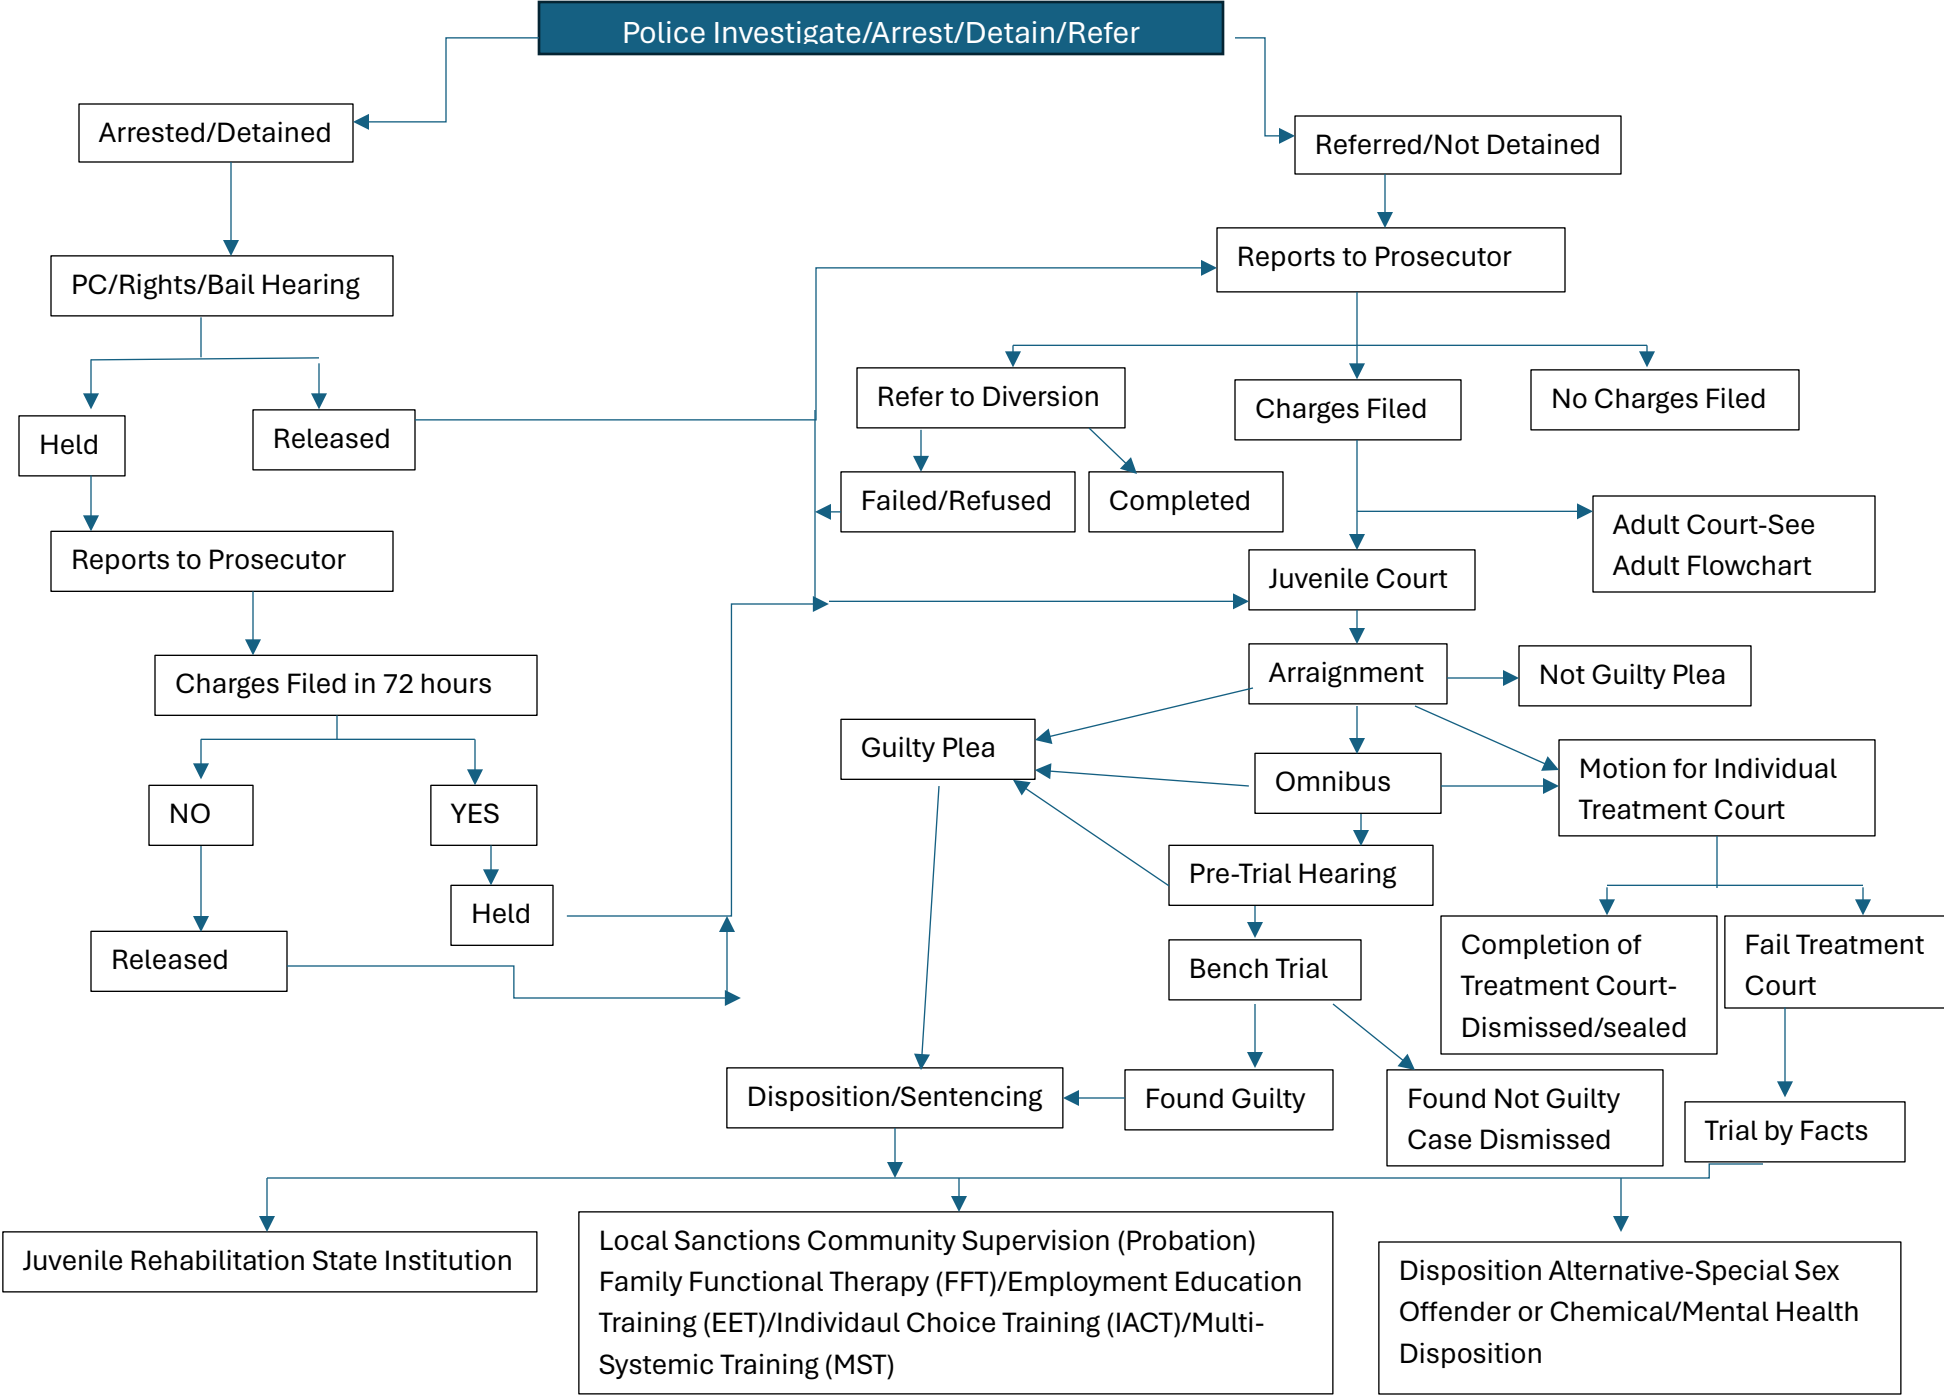 Police Investigate/Arrest/Detain/Refer
Arrested/Detained
Referred/Not Detained
Reports to Prosecutor
PC/Rights/Bail Hearing
Refer to Diversion
Charges Filed
No Charges Filed
Held
Released
Failed/Refused
Completed
Adult Court-See
Adult Flowchart
Reports to Prosecutor
Juvenile Court
Charges Filed in 72 hours
Arraignment
Not Guilty Plea
Guilty Plea
Omnibus
Motion for Individual
Treatment Court
NO
YES
Pre-Trial Hearing
Held
Released
Bench Trial
Completion of
Treatment Court-
Dismissed/sealed
Fail Treatment
Court
Disposition/Sentencing
Found Guilty
Found Not Guilty
Case Dismissed
Trial by Facts
Juvenile Rehabilitation State Institution
Local Sanctions Community Supervision (Probation)
Family Functional Therapy (FFT)/Employment Education
Training (EET)/Individaul Choice Training (IACT)/Multi-
Systemic Training (MST)
Disposition Alternative-Special Sex
Offender or Chemical/Mental Health
Disposition